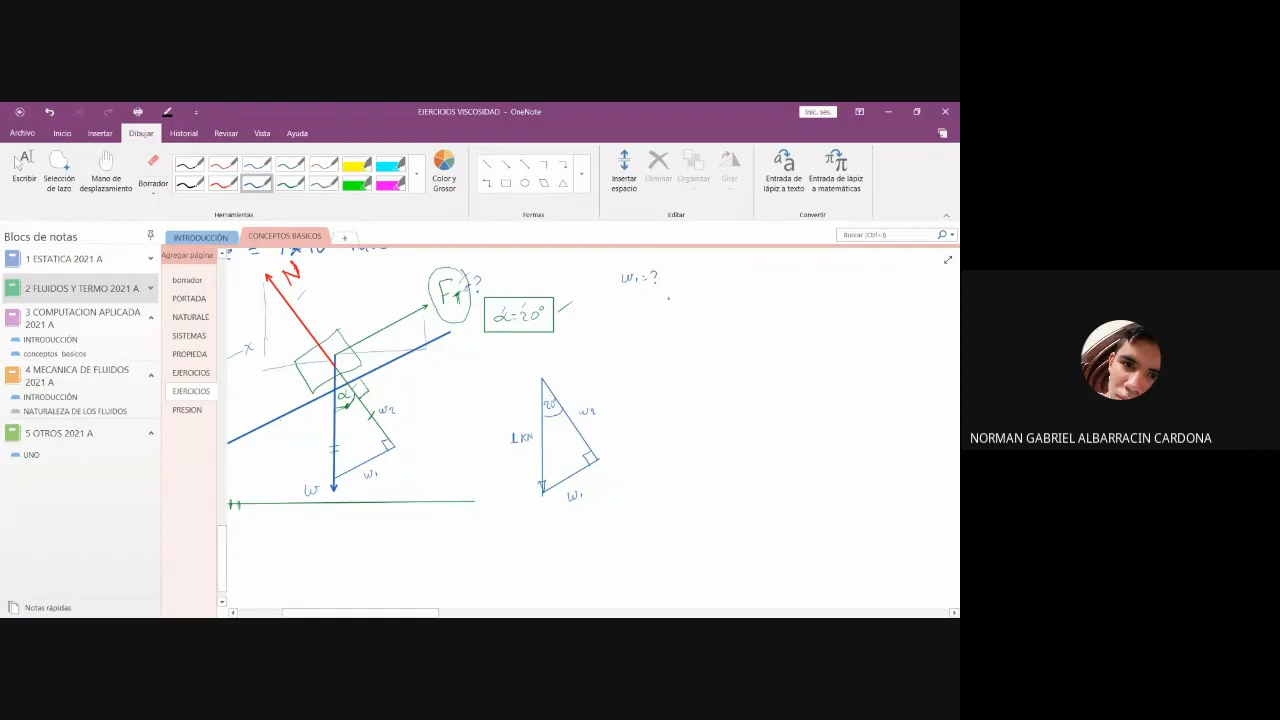 EJERCICIOS VISCOSIDAD - OneNote
Inic. ses.
Archivo Inicio Insertar Dibujar Historial Revisar Vista Ayuda
Escribir
Selección de lazo
Mano de desplazamiento
Borrador
Color y Grosor
Insertar espacio
Eliminar
Organizar
Girar
Entrada de lápiz a texto
Entrada de lápiz a matemáticas
Herramientas
Formas
Editar
Convertir
Blocs de notas
INTRODUCCIÓN
CONCEPTOS BÁSICOS
Buscar (Ctrl+J)
1 ESTATICA 2021 A
2 FLUIDOS Y TERMO 2021 A
3 COMPUTACION APLICADA 2021 A
INTRODUCCIÓN
conceptos basicos
4 MECANICA DE FLUIDOS 2021 A
INTRODUCCIÓN
NATURALEZA DE LOS FLUIDOS
5 OTROS 2021 A
UNO
Notas rápidas
Agregar página
borrador
PORTADA
NATURALE
SISTEMAS
PROPIEDA
EJERCICIOS
EJERCICIOS
PRESION
N
?
α=20°
w₁=?
x
α
w₂
w₁
W
20°
w₂
1 KN
w₁
NORMAN GABRIEL ALBARRACIN CARDONA